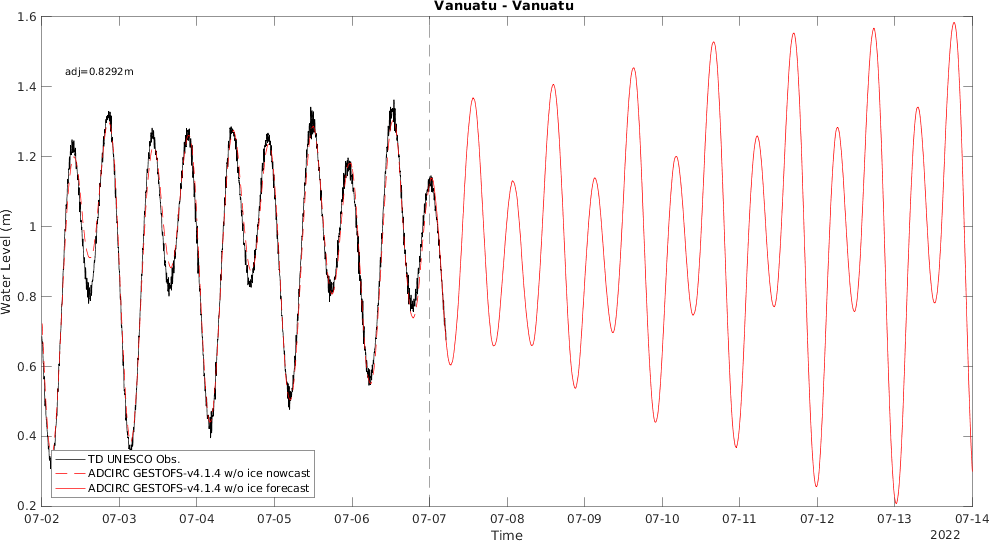 Vanuatu - Vanuatu
adj=0.8292m
Water Level (m)
1.6
1.4
1.2
1
0.8
0.6
0.4
0.2
TD UNESCO Obs.
ADCIRC GESTOFS-v4.1.4 w/o ice nowcast
ADCIRC GESTOFS-v4.1.4 w/o ice forecast
07-02 07-03 07-04 07-05 07-06 07-07 07-08 07-09 07-10 07-11 07-12 07-13 07-14
Time
2022